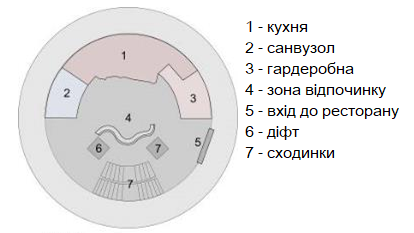 1
2
3
4
5
6
7
7
1 - кухня
2 - санвузол
3 - гардеробна
4 - зона відпочинку
5 - вхід до ресторану
6 - діфт
7 - сходинки